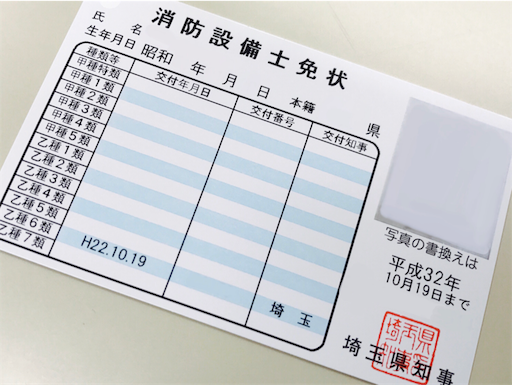 消防設備士免状
氏名
生年月日 昭和 年 月 日
本籍 県
種類等 交付年月日 交付番号 交付知事
甲種特類
甲種1類
甲種2類
甲種3類
甲種4類
甲種5類
乙種1類
乙種2類
乙種3類
乙種4類
乙種5類
乙種6類
乙種7類 H22.10.19 埼玉
写真の書換えは
平成32年
10月19日まで
埼玉県知事